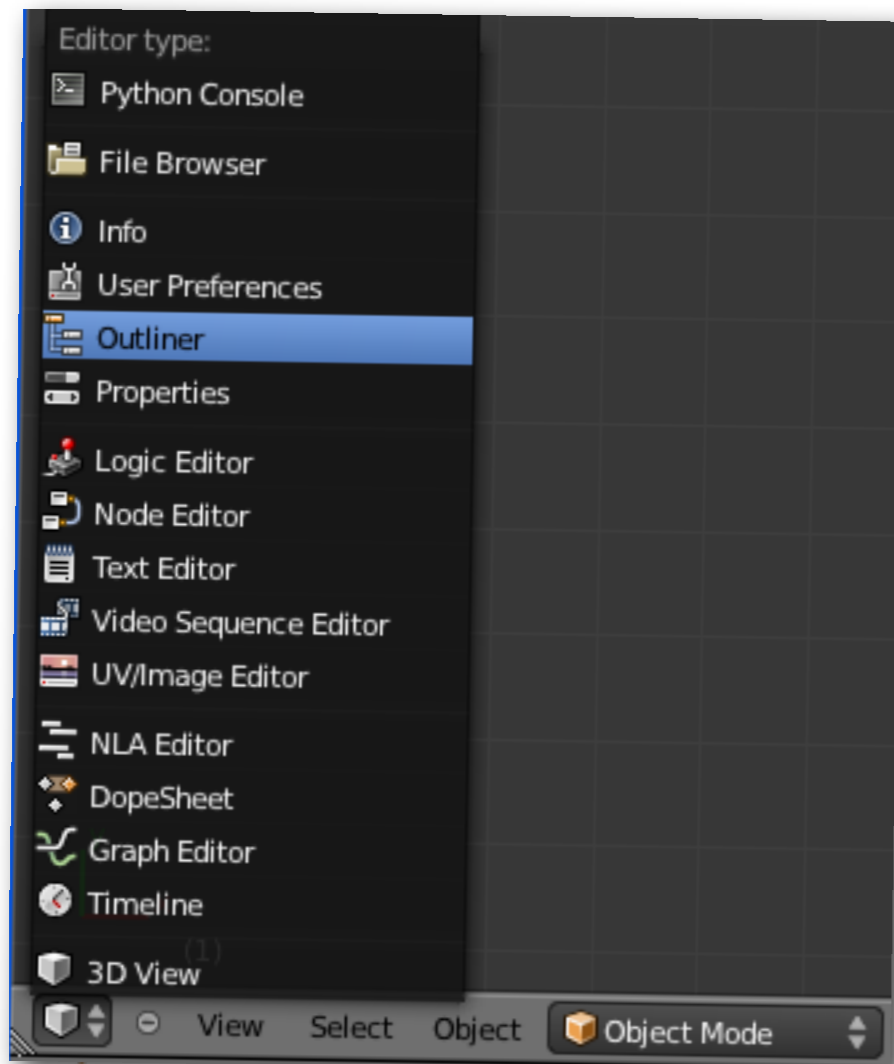 Editor type:
Python Console
File Browser
Info
User Preferences
Outliner
Properties
Logic Editor
Node Editor
Text Editor
Video Sequence Editor
UV/Image Editor
NLA Editor
DopeSheet
Graph Editor
Timeline
(1)
3D View
View Select Object Object Mode